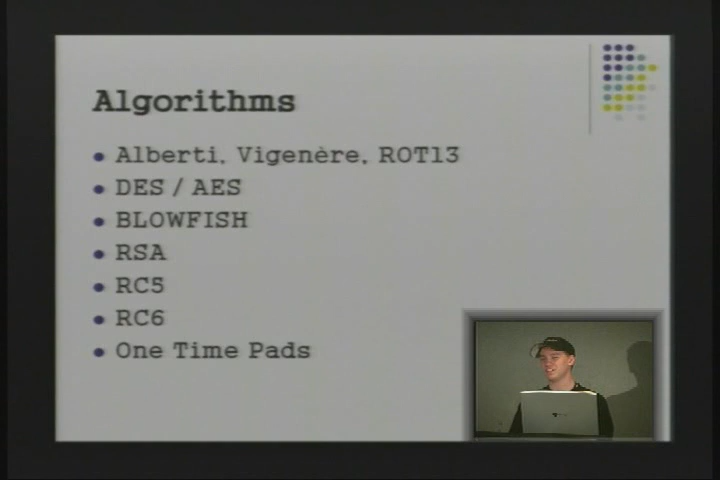 Algorithms
Alberti, Vigenère, ROT13
DES / AES
BLOWFISH
RSA
RC5
RC6
One Time Pads